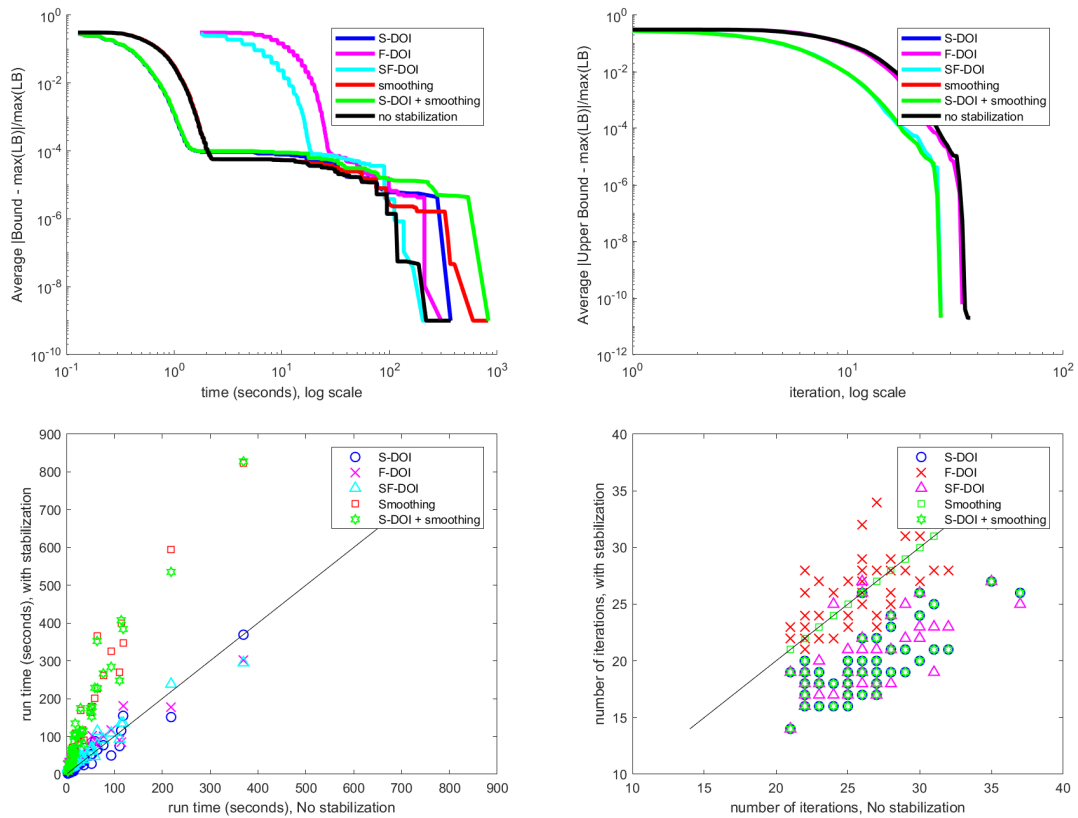 Average |Bound - max(LB)|/max(LB)
10^0
10^-2
10^-4
10^-6
10^-8
10^-10
10^-1
10^0
10^1
10^2
10^3
time (seconds), log scale
S-DOI
F-DOI
SF-DOI
smoothing
S-DOI + smoothing
no stabilization
Average |Upper Bound - max(LB)|/max(LB)
10^0
10^-2
10^-4
10^-6
10^-8
10^-10
10^-12
10^0
10^1
10^2
iteration, log scale
S-DOI
F-DOI
SF-DOI
smoothing
S-DOI + smoothing
no stabilization
run time (seconds), with stabilization
900
800
700
600
500
400
300
200
100
0
0
100
200
300
400
500
600
700
800
900
run time (seconds), No stabilization
S-DOI
F-DOI
SF-DOI
Smoothing
S-DOI + smoothing
number of iterations, with stabilization
40
35
30
25
20
15
10
10
15
20
25
30
35
40
number of iterations, No stabilization
S-DOI
F-DOI
SF-DOI
Smoothing
S-DOI + smoothing